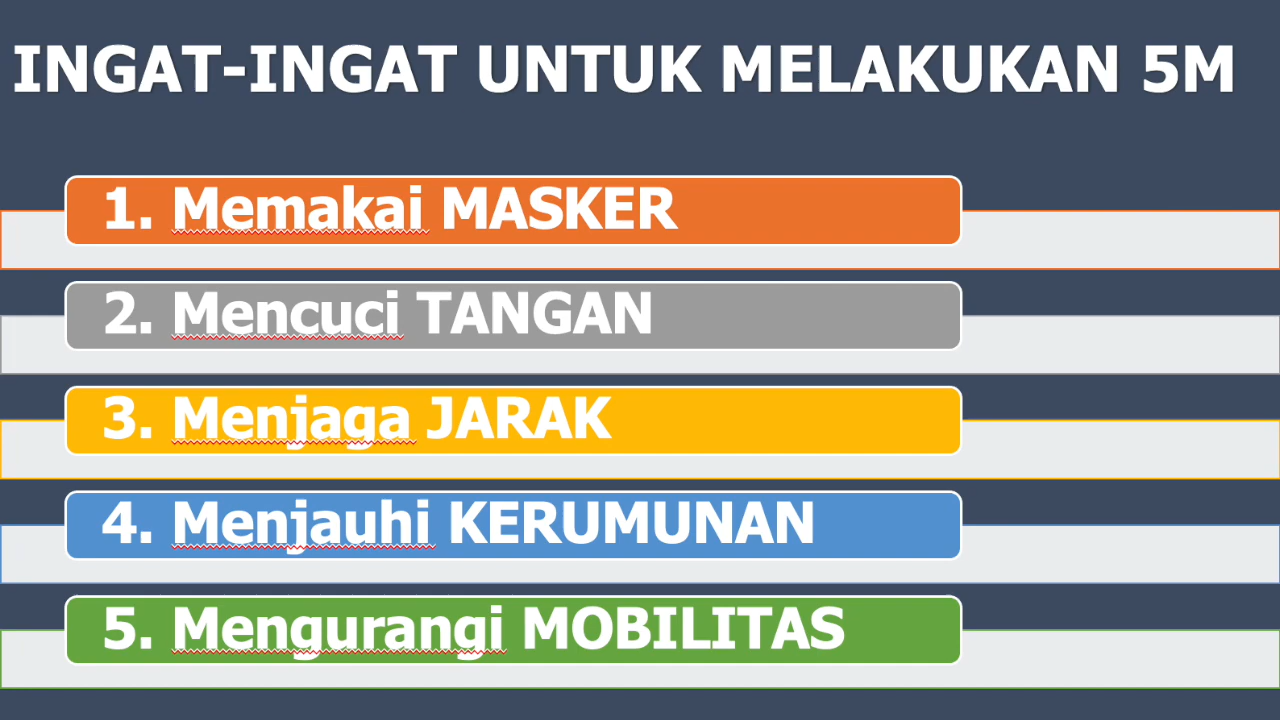 INGAT-INGAT UNTUK MELAKUKAN 5M
1. Memakai MASKER
2. Mencuci TANGAN
3. Menjaga JARAK
4. Menjauhi KERUMUNAN
5. Mengurangi MOBILITAS